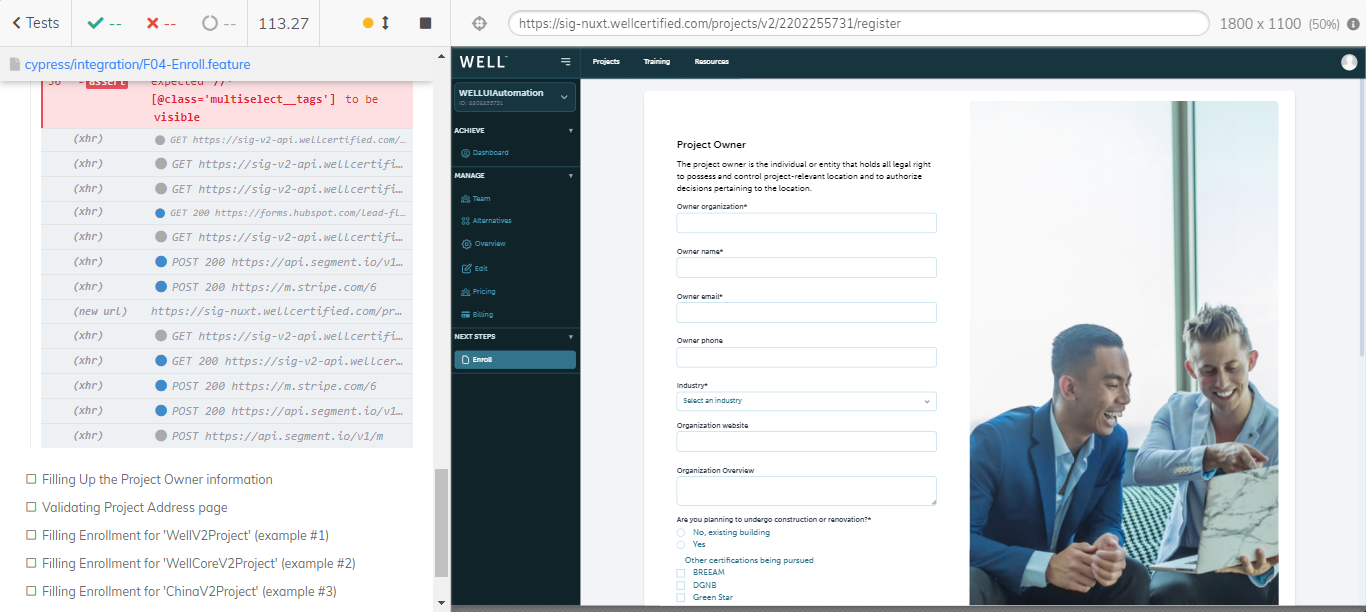 Tests
--
--
--
113.27
https://sig-nuxt.wellcertified.com/projects/v2/2202255731/register
1800 x 1100 (50%)
cypress/integration/F04-Enroll.feature
- assert expected '//*
[@class='multiselect__tags'] to be
visible
(xhr) GET https://sig-v2-api.wellcertified.com/…
(xhr) GET https://sig-v2-api.wellcertifi…
(xhr) GET https://sig-v2-api.wellcertifi…
(xhr) GET 200 https://forms.hubspot.com/lead-fl…
(xhr) GET https://sig-v2-api.wellcertifi…
(xhr) POST 200 https://api.segment.io/v1…
(xhr) POST 200 https://m.stripe.com/6
(new url) https://sig-nuxt.wellcertified.com/pr…
(xhr) GET https://sig-v2-api.wellcertifi…
(xhr) GET 200 https://sig-v2-api.wellcer…
(xhr) POST 200 https://m.stripe.com/6
(xhr) POST 200 https://api.segment.io/v1…
(xhr) POST https://api.segment.io/v1/m
Filling Up the Project Owner information
Validating Project Address page
Filling Enrollment for 'WellV2Project' (example #1)
Filling Enrollment for 'WellCoreV2Project' (example #2)
Filling Enrollment for 'ChinaV2Project' (example #3)
WELL
Projects
Training
Resources
WELLUIAutomation
ACHIEVE
Dashboard
MANAGE
Team
Alternatives
Overview
Edit
Pricing
Billing
NEXT STEPS
Enroll
Project Owner
The project owner is the individual or entity that holds all legal right
to possess and control project-relevant location and to authorize
decisions pertaining to the location.
Owner organization*
Owner name*
Owner email*
Owner phone
Industry*
Select an industry
Organization website
Organization Overview
Are you planning to undergo construction or renovation?*
No, existing building
Yes
Other certifications being pursued
BREEAM
DGNB
Green Star